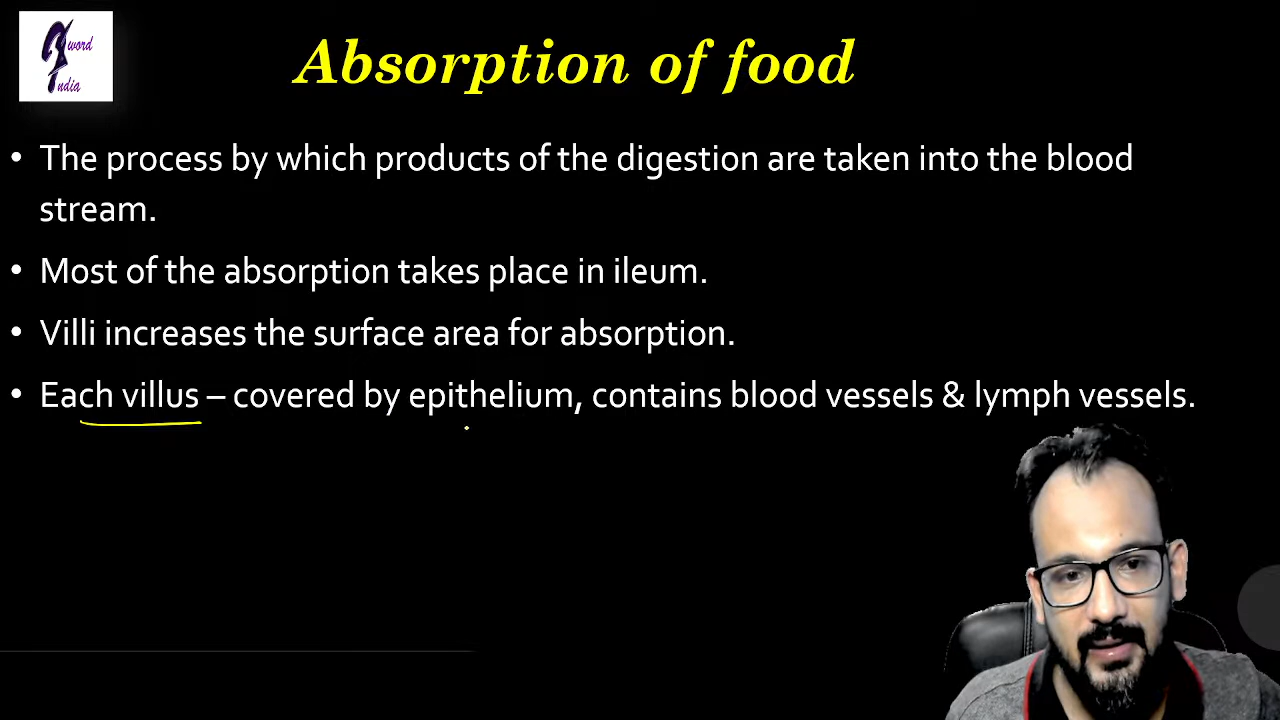 Sword
India
Absorption of food
• The process by which products of the digestion are taken into the blood
stream.
• Most of the absorption takes place in ileum.
• Villi increases the surface area for absorption.
• Each villus – covered by epithelium, contains blood vessels & lymph vessels.